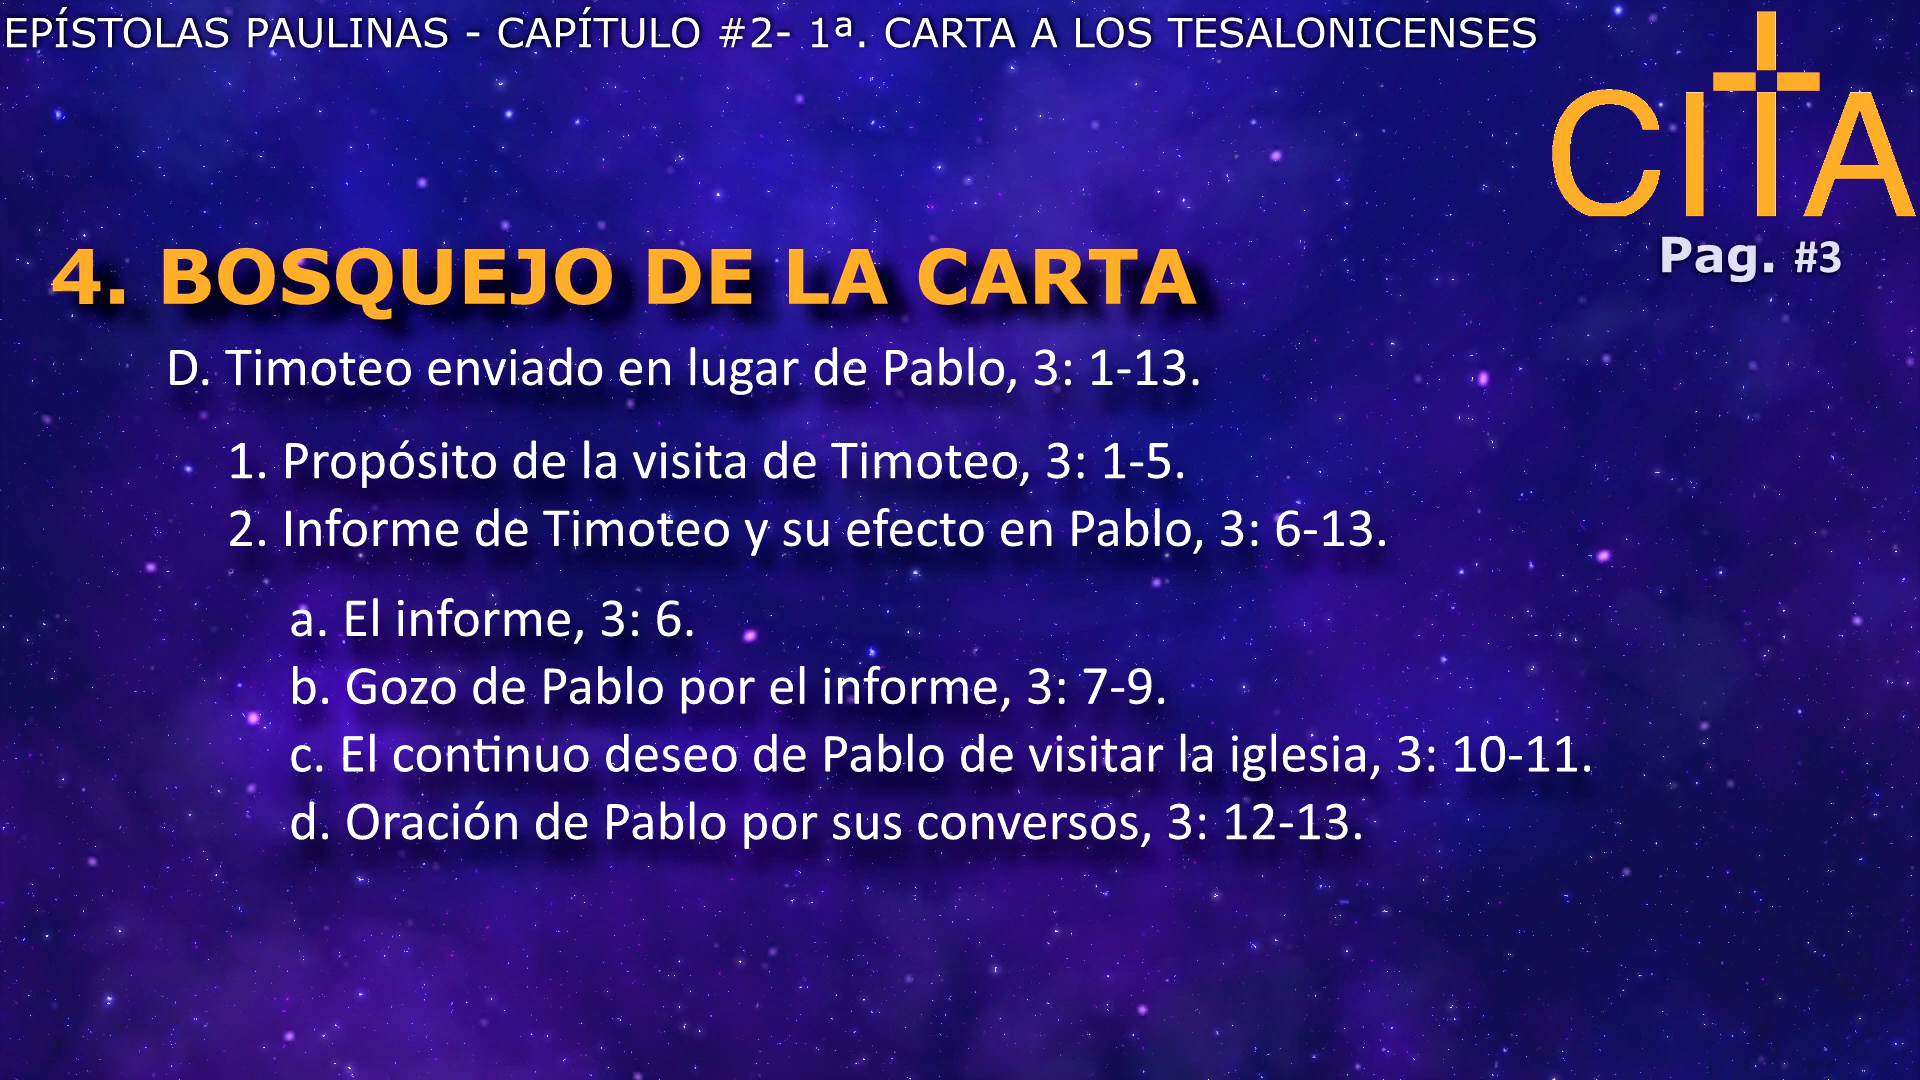 EPÍSTOLAS PAULINAS - CAPÍTULO #2- 1ª. CARTA A LOS TESALONICENSES
CITA
Pag. #3
4. BOSQUEJO DE LA CARTA
D. Timoteo enviado en lugar de Pablo, 3: 1-13.
1. Propósito de la visita de Timoteo, 3: 1-5.
2. Informe de Timoteo y su efecto en Pablo, 3: 6-13.
a. El informe, 3: 6.
b. Gozo de Pablo por el informe, 3: 7-9.
c. El continuo deseo de Pablo de visitar la iglesia, 3: 10-11.
d. Oración de Pablo por sus conversos, 3: 12-13.